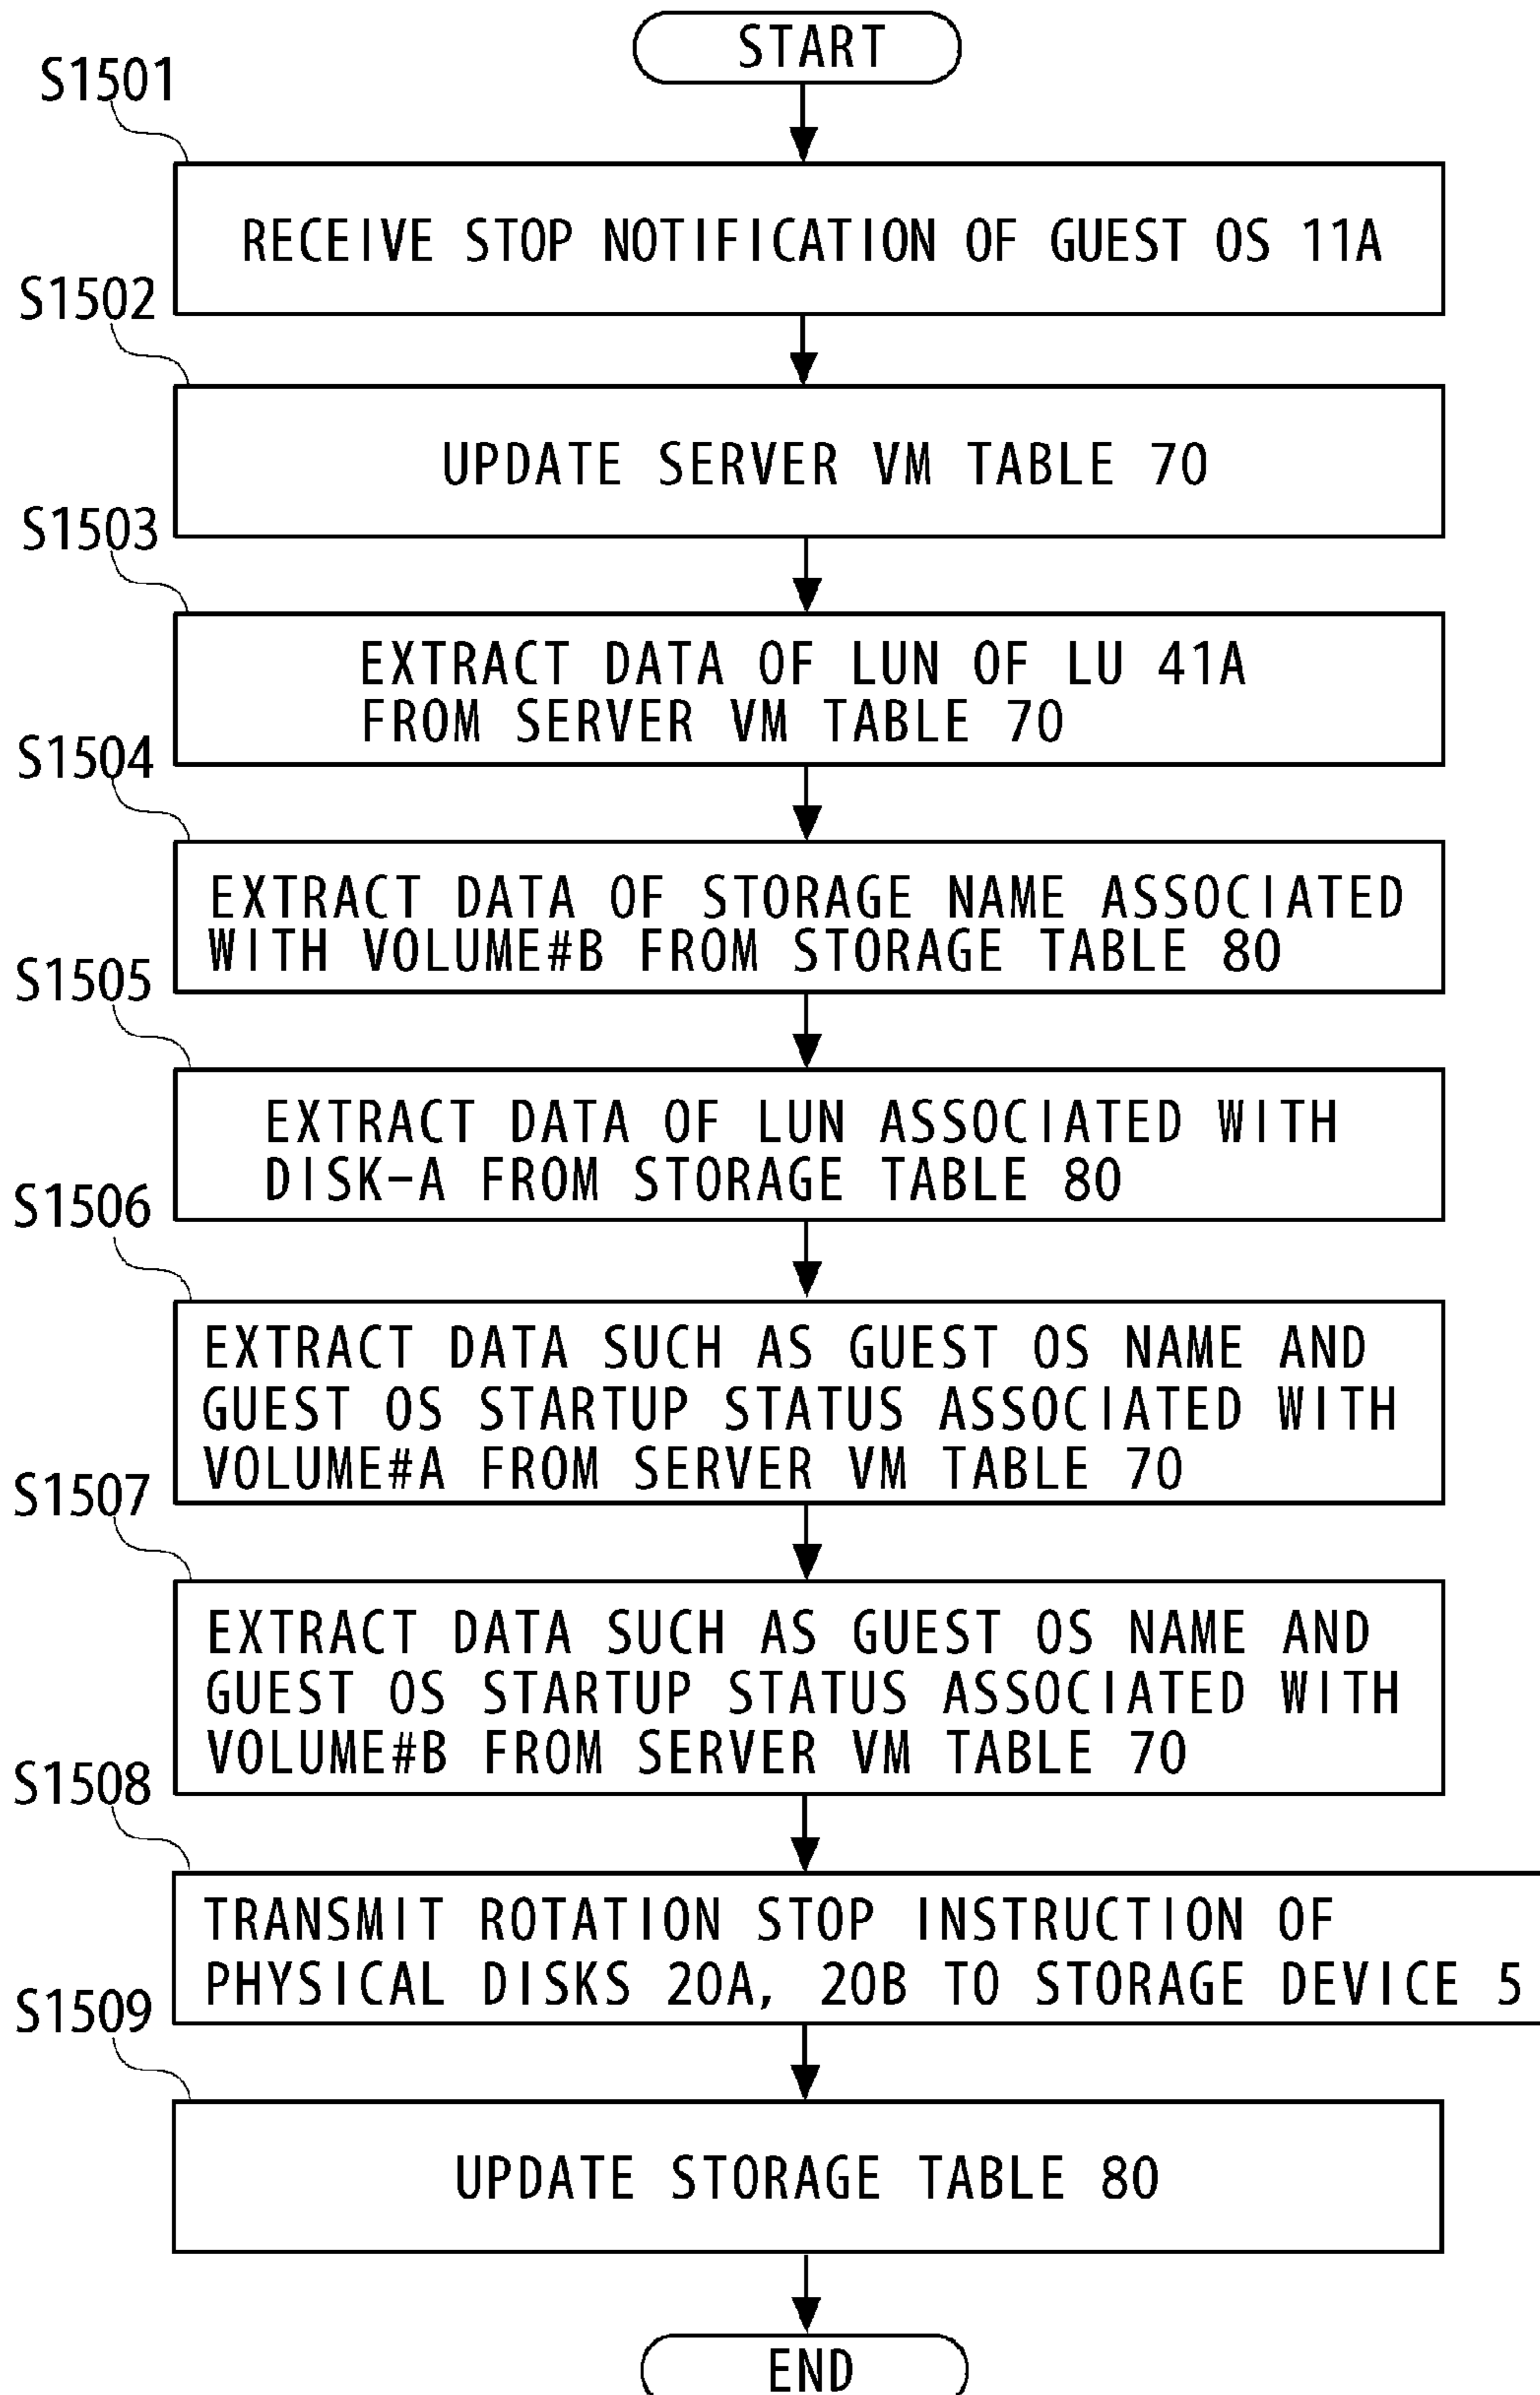 START
S1501
RECEIVE STOP NOTIFICATION OF GUEST OS 11A
S1502
UPDATE SERVER VM TABLE 70
S1503
EXTRACT DATA OF LUN OF LU 41A
FROM SERVER VM TABLE 70
S1504
EXTRACT DATA OF STORAGE NAME ASSOCIATED
WITH VOLUME#B FROM STORAGE TABLE 80
S1505
EXTRACT DATA OF LUN ASSOCIATED WITH
DISK-A FROM STORAGE TABLE 80
S1506
EXTRACT DATA SUCH AS GUEST OS NAME AND
GUEST OS STARTUP STATUS ASSOCIATED WITH
VOLUME#A FROM SERVER VM TABLE 70
S1507
EXTRACT DATA SUCH AS GUEST OS NAME AND
GUEST OS STARTUP STATUS ASSOCIATED WITH
VOLUME#B FROM SERVER VM TABLE 70
S1508
TRANSMIT ROTATION STOP INSTRUCTION OF
PHYSICAL DISKS 20A, 20B TO STORAGE DEVICE 5
S1509
UPDATE STORAGE TABLE 80
END